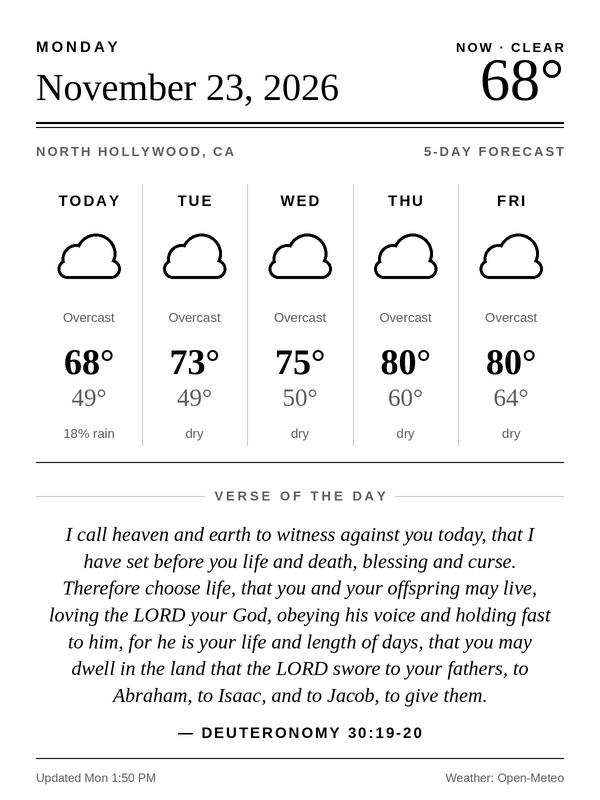 MONDAY
NOW · CLEAR
November 23, 2026
68°
NORTH HOLLYWOOD, CA
5-DAY FORECAST
TODAY TUE WED THU FRI
Overcast Overcast Overcast Overcast Overcast
68° 73° 75° 80° 80°
49° 49° 50° 60° 64°
18% rain dry dry dry dry
VERSE OF THE DAY
I call heaven and earth to witness against you today, that I
have set before you life and death, blessing and curse.
Therefore choose life, that you and your offspring may live,
loving the LORD your God, obeying his voice and holding fast
to him, for he is your life and length of days, that you may
dwell in the land that the LORD swore to your fathers, to
Abraham, to Isaac, and to Jacob, to give them.
— DEUTERONOMY 30:19-20
Updated Mon 1:50 PM
Weather: Open-Meteo